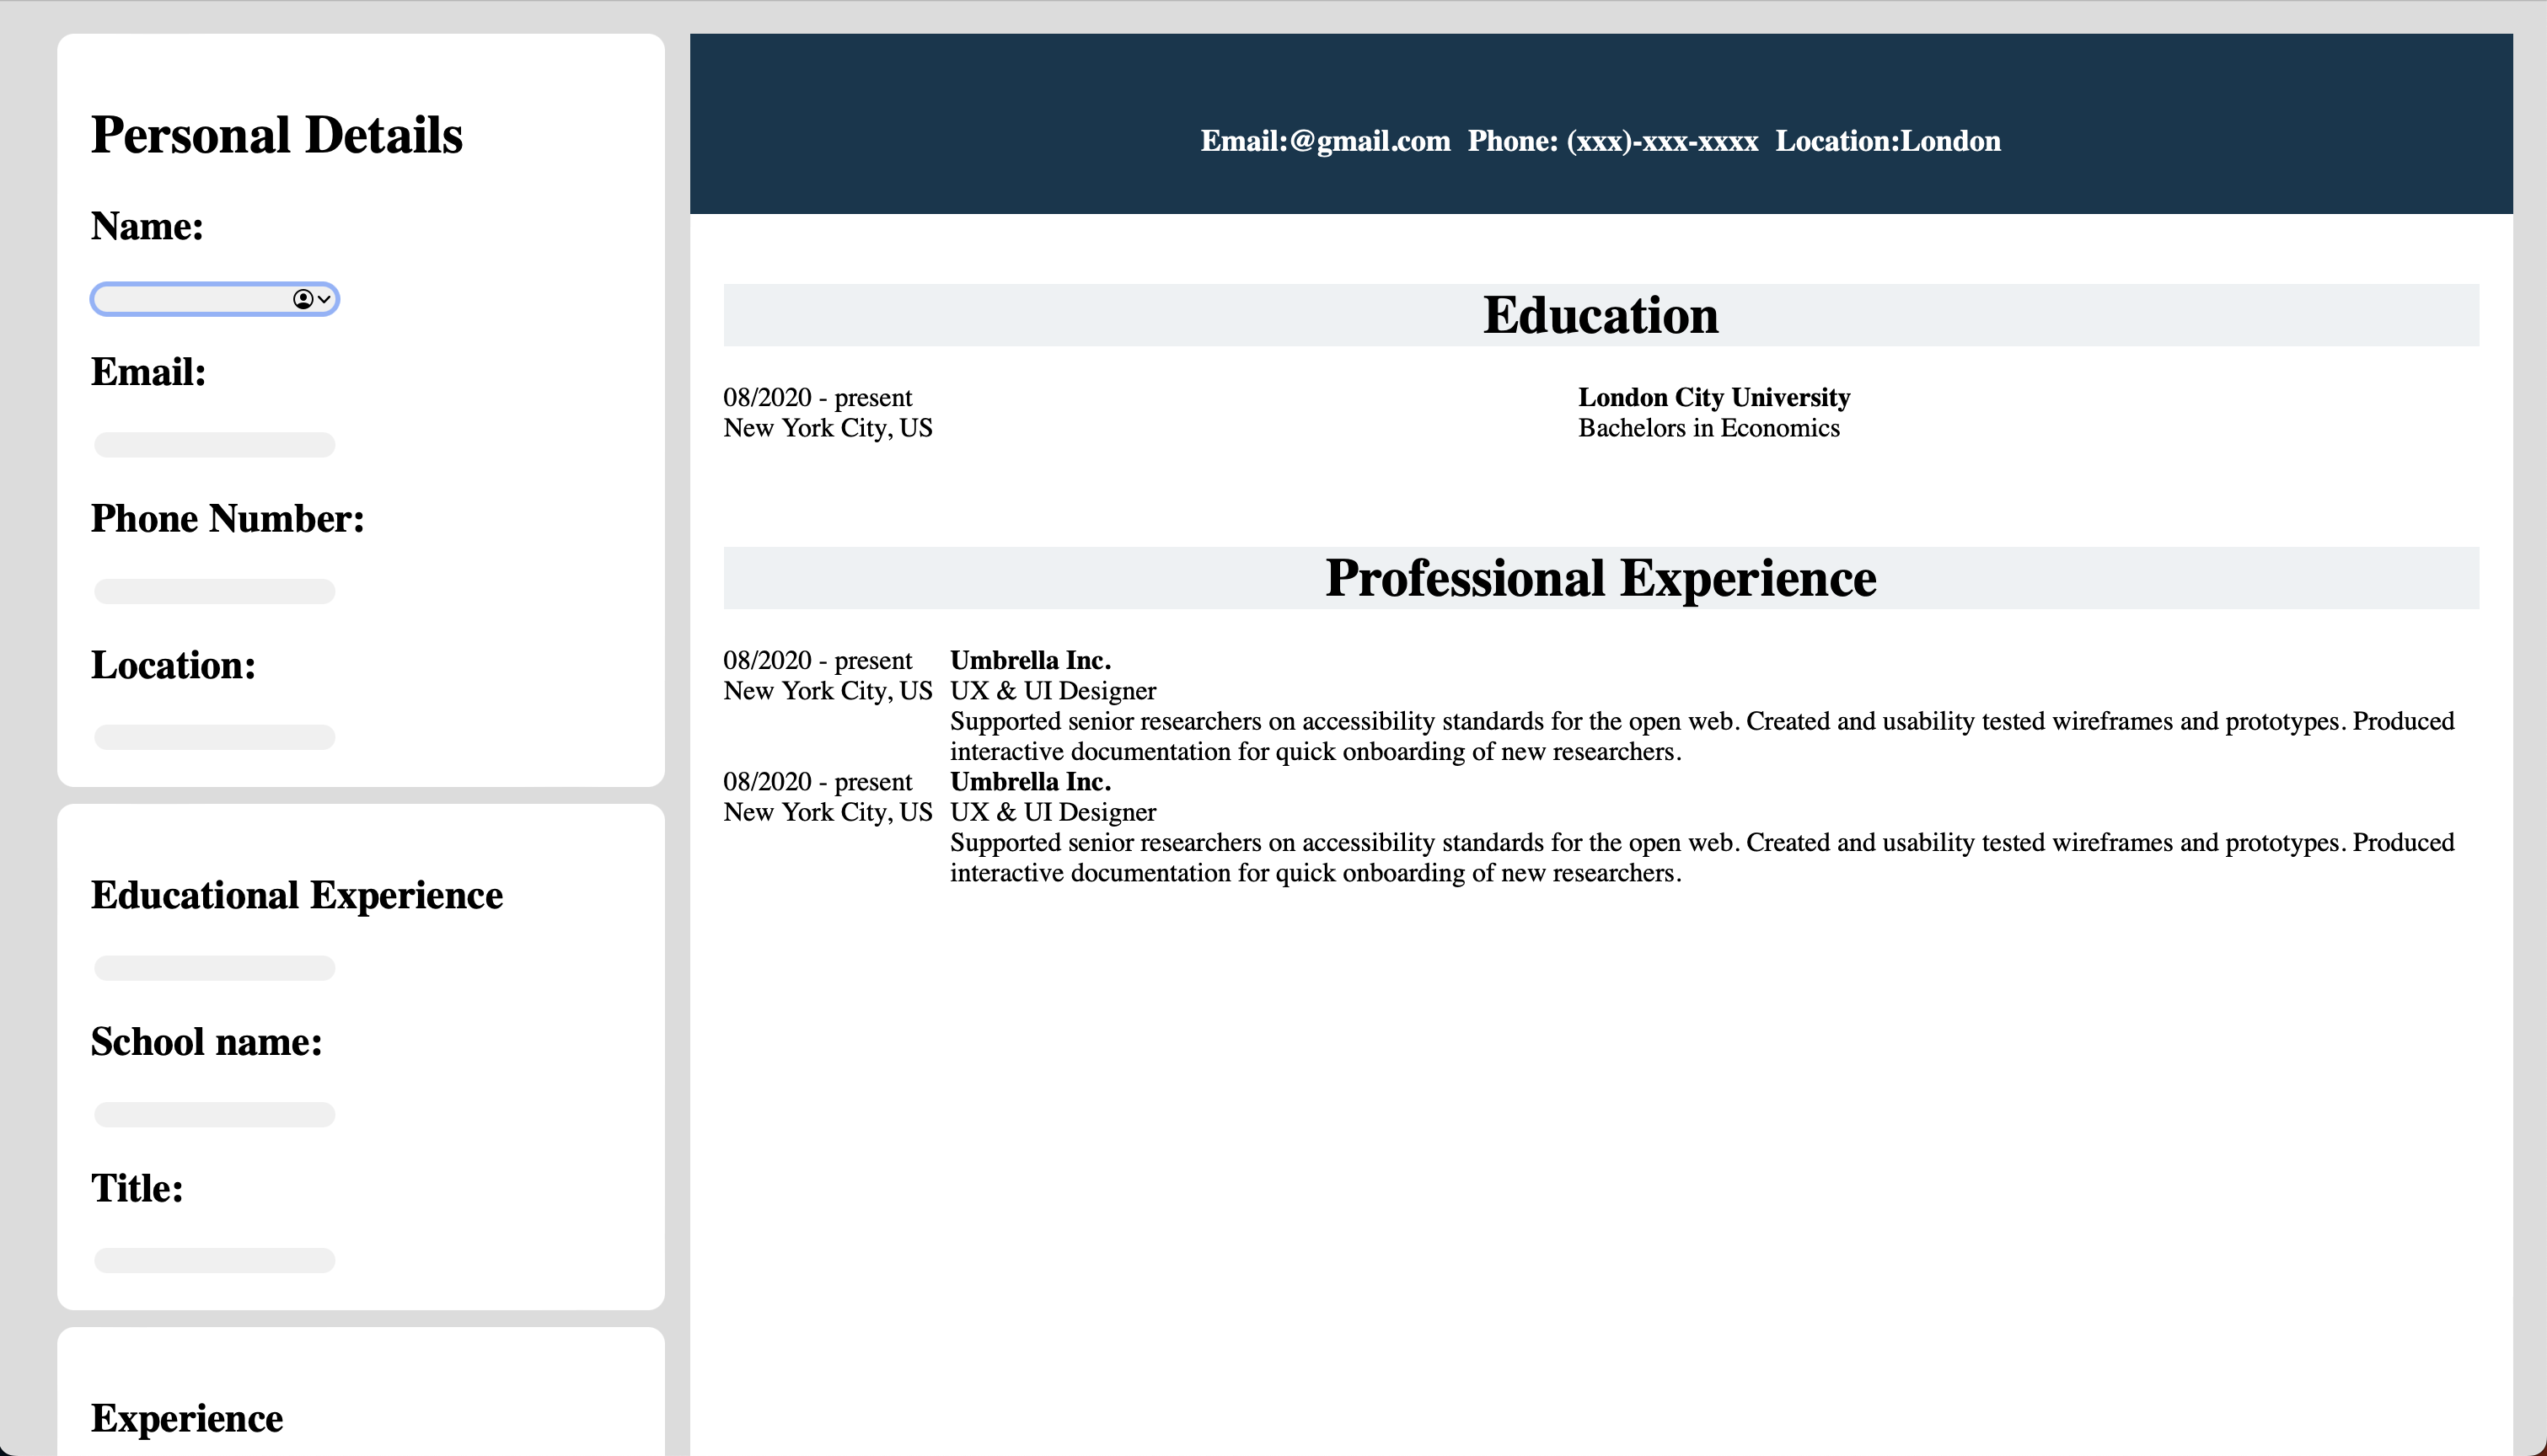 Personal Details
Name:
Email:
Phone Number:
Location:
Educational Experience
School name:
Title:
Experience
Email:@gmail.com Phone: (xxx)-xxx-xxxx Location:London
Education
08/2020 - present
New York City, US
London City University
Bachelors in Economics
Professional Experience
08/2020 - present
New York City, US
Umbrella Inc.
UX & UI Designer
Supported senior researchers on accessibility standards for the open web. Created and usability tested wireframes and prototypes. Produced
interactive documentation for quick onboarding of new researchers.
08/2020 - present
New York City, US
Umbrella Inc.
UX & UI Designer
Supported senior researchers on accessibility standards for the open web. Created and usability tested wireframes and prototypes. Produced
interactive documentation for quick onboarding of new researchers.